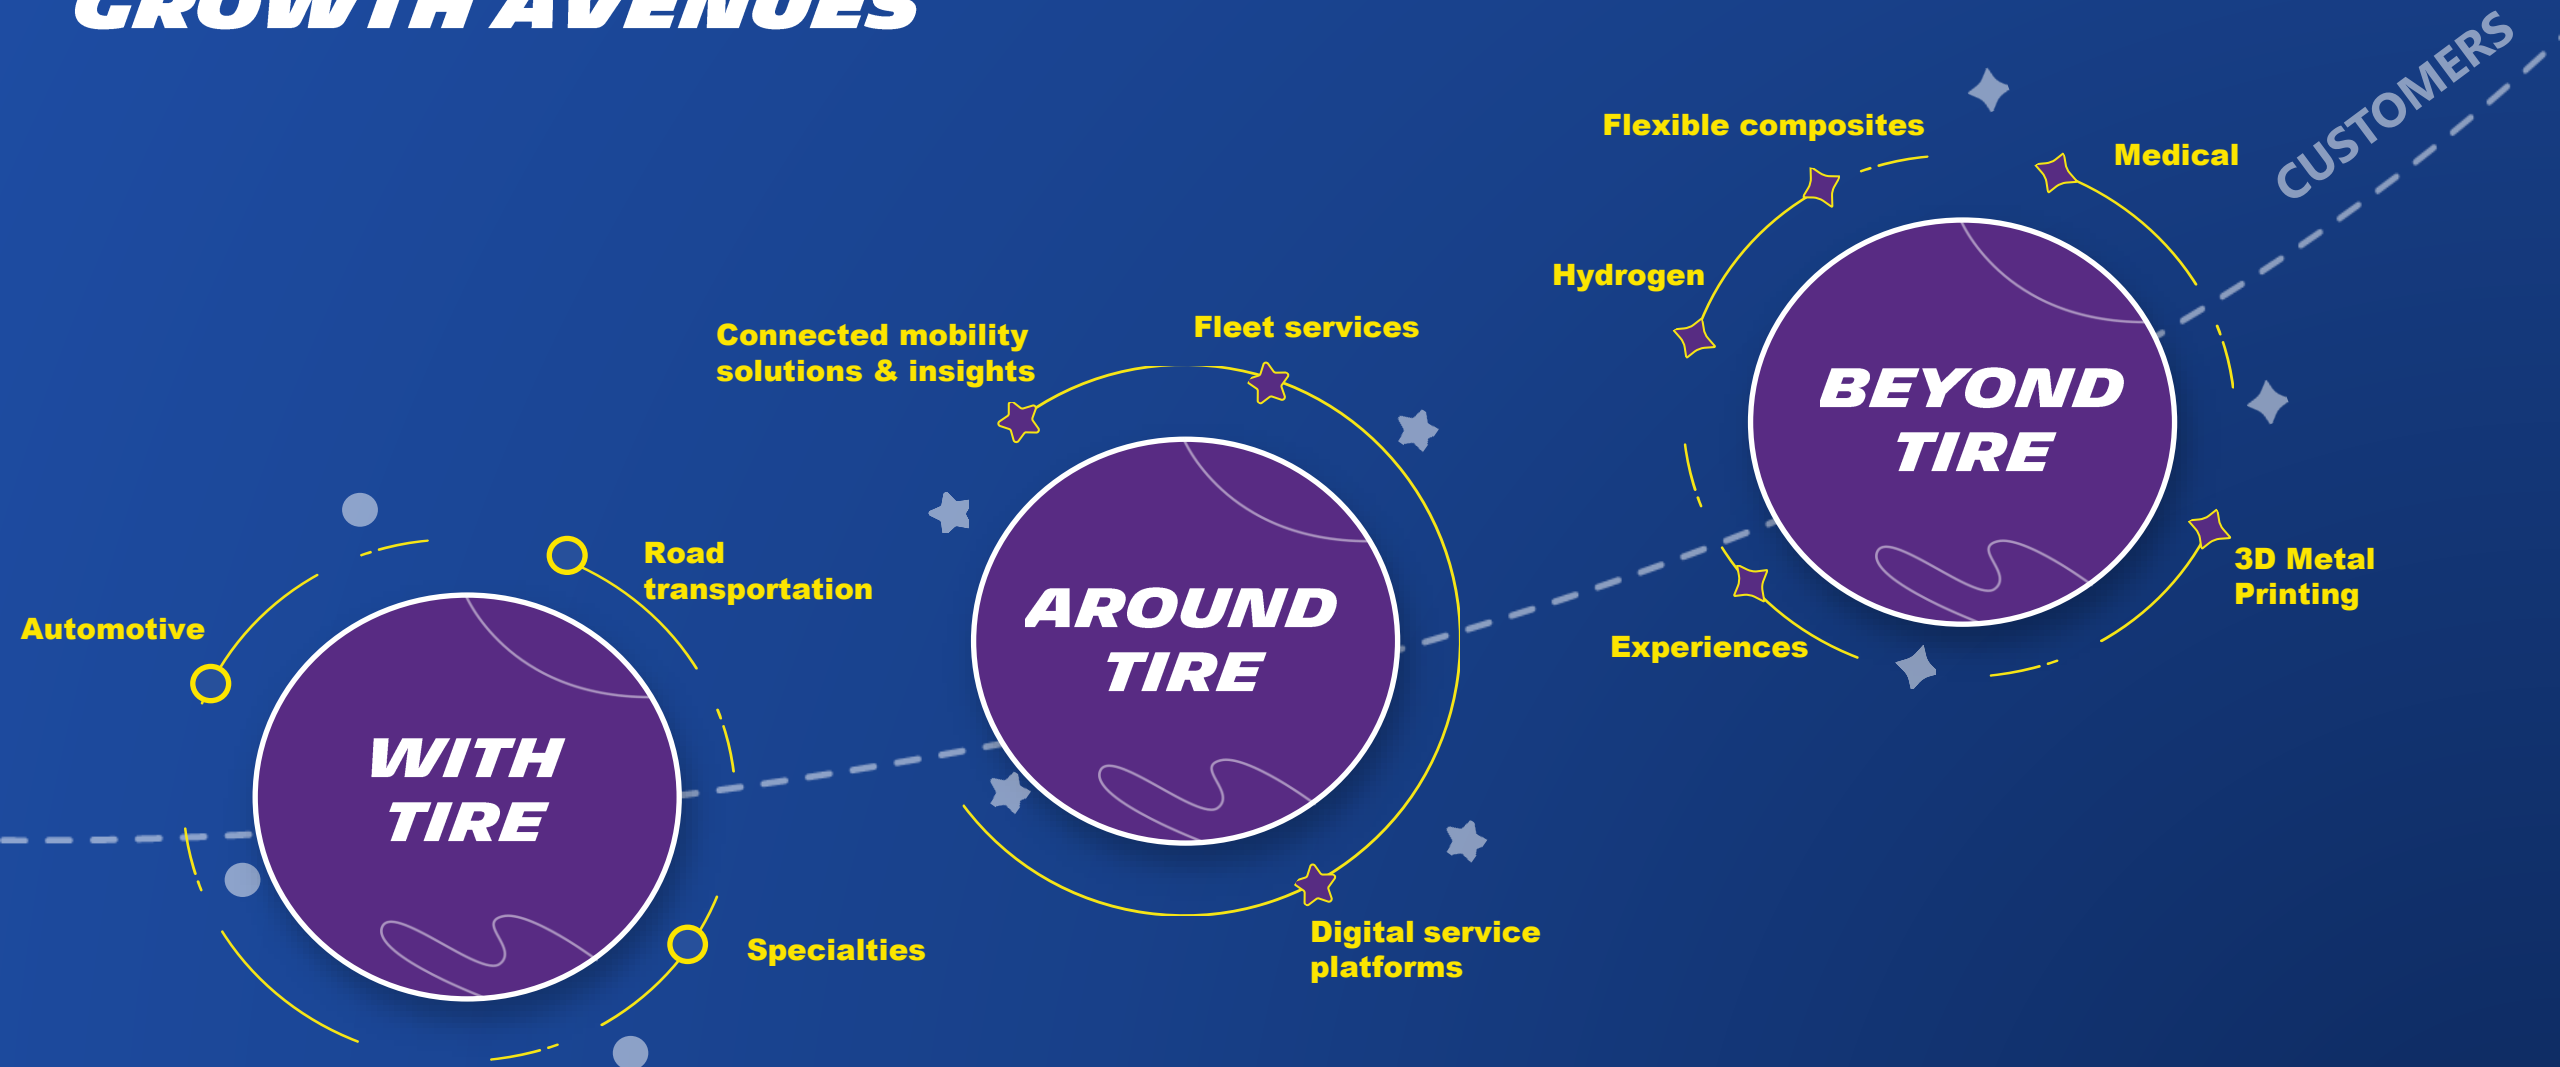 GROWTH AVENUES
CUSTOMERS
Flexible composites
Medical
Hydrogen
BEYOND
TIRE
3D Metal
Printing
Experiences
Connected mobility
solutions & insights
Fleet services
AROUND
TIRE
Digital service
platforms
Road
transportation
Automotive
WITH
TIRE
Specialties